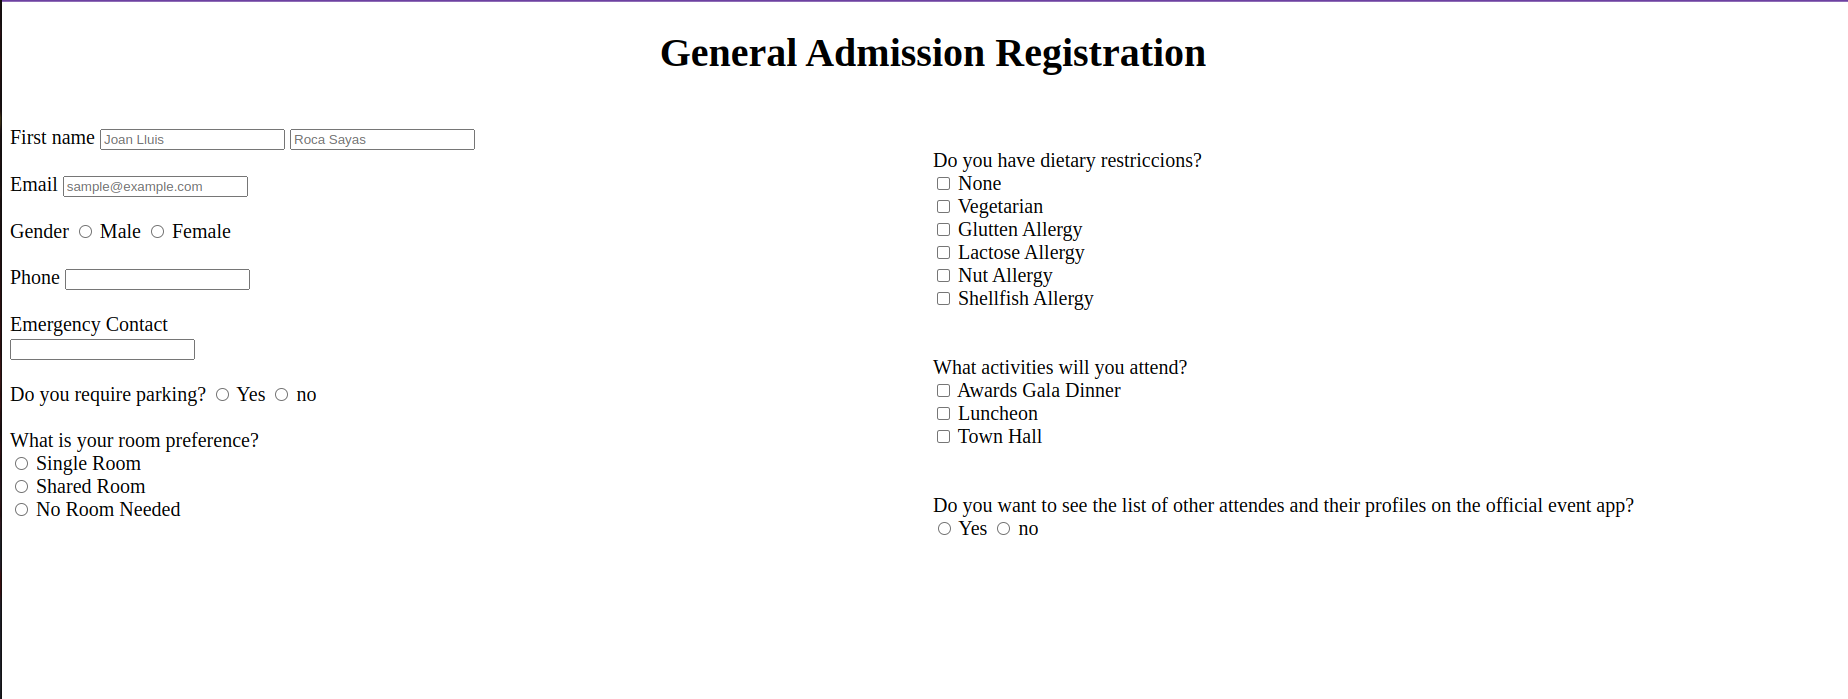 General Admission Registration
First name Joan Lluis Roca Sayas
Email sample@example.com
Gender Male Female
Phone
Emergency Contact
Do you require parking? Yes no
What is your room preference?
Single Room
Shared Room
No Room Needed
Do you have dietary restriccions?
None
Vegetarian
Glutten Allergy
Lactose Allergy
Nut Allergy
Shellfish Allergy
What activities will you attend?
Awards Gala Dinner
Luncheon
Town Hall
Do you want to see the list of other attendes and their profiles on the official event app?
Yes no